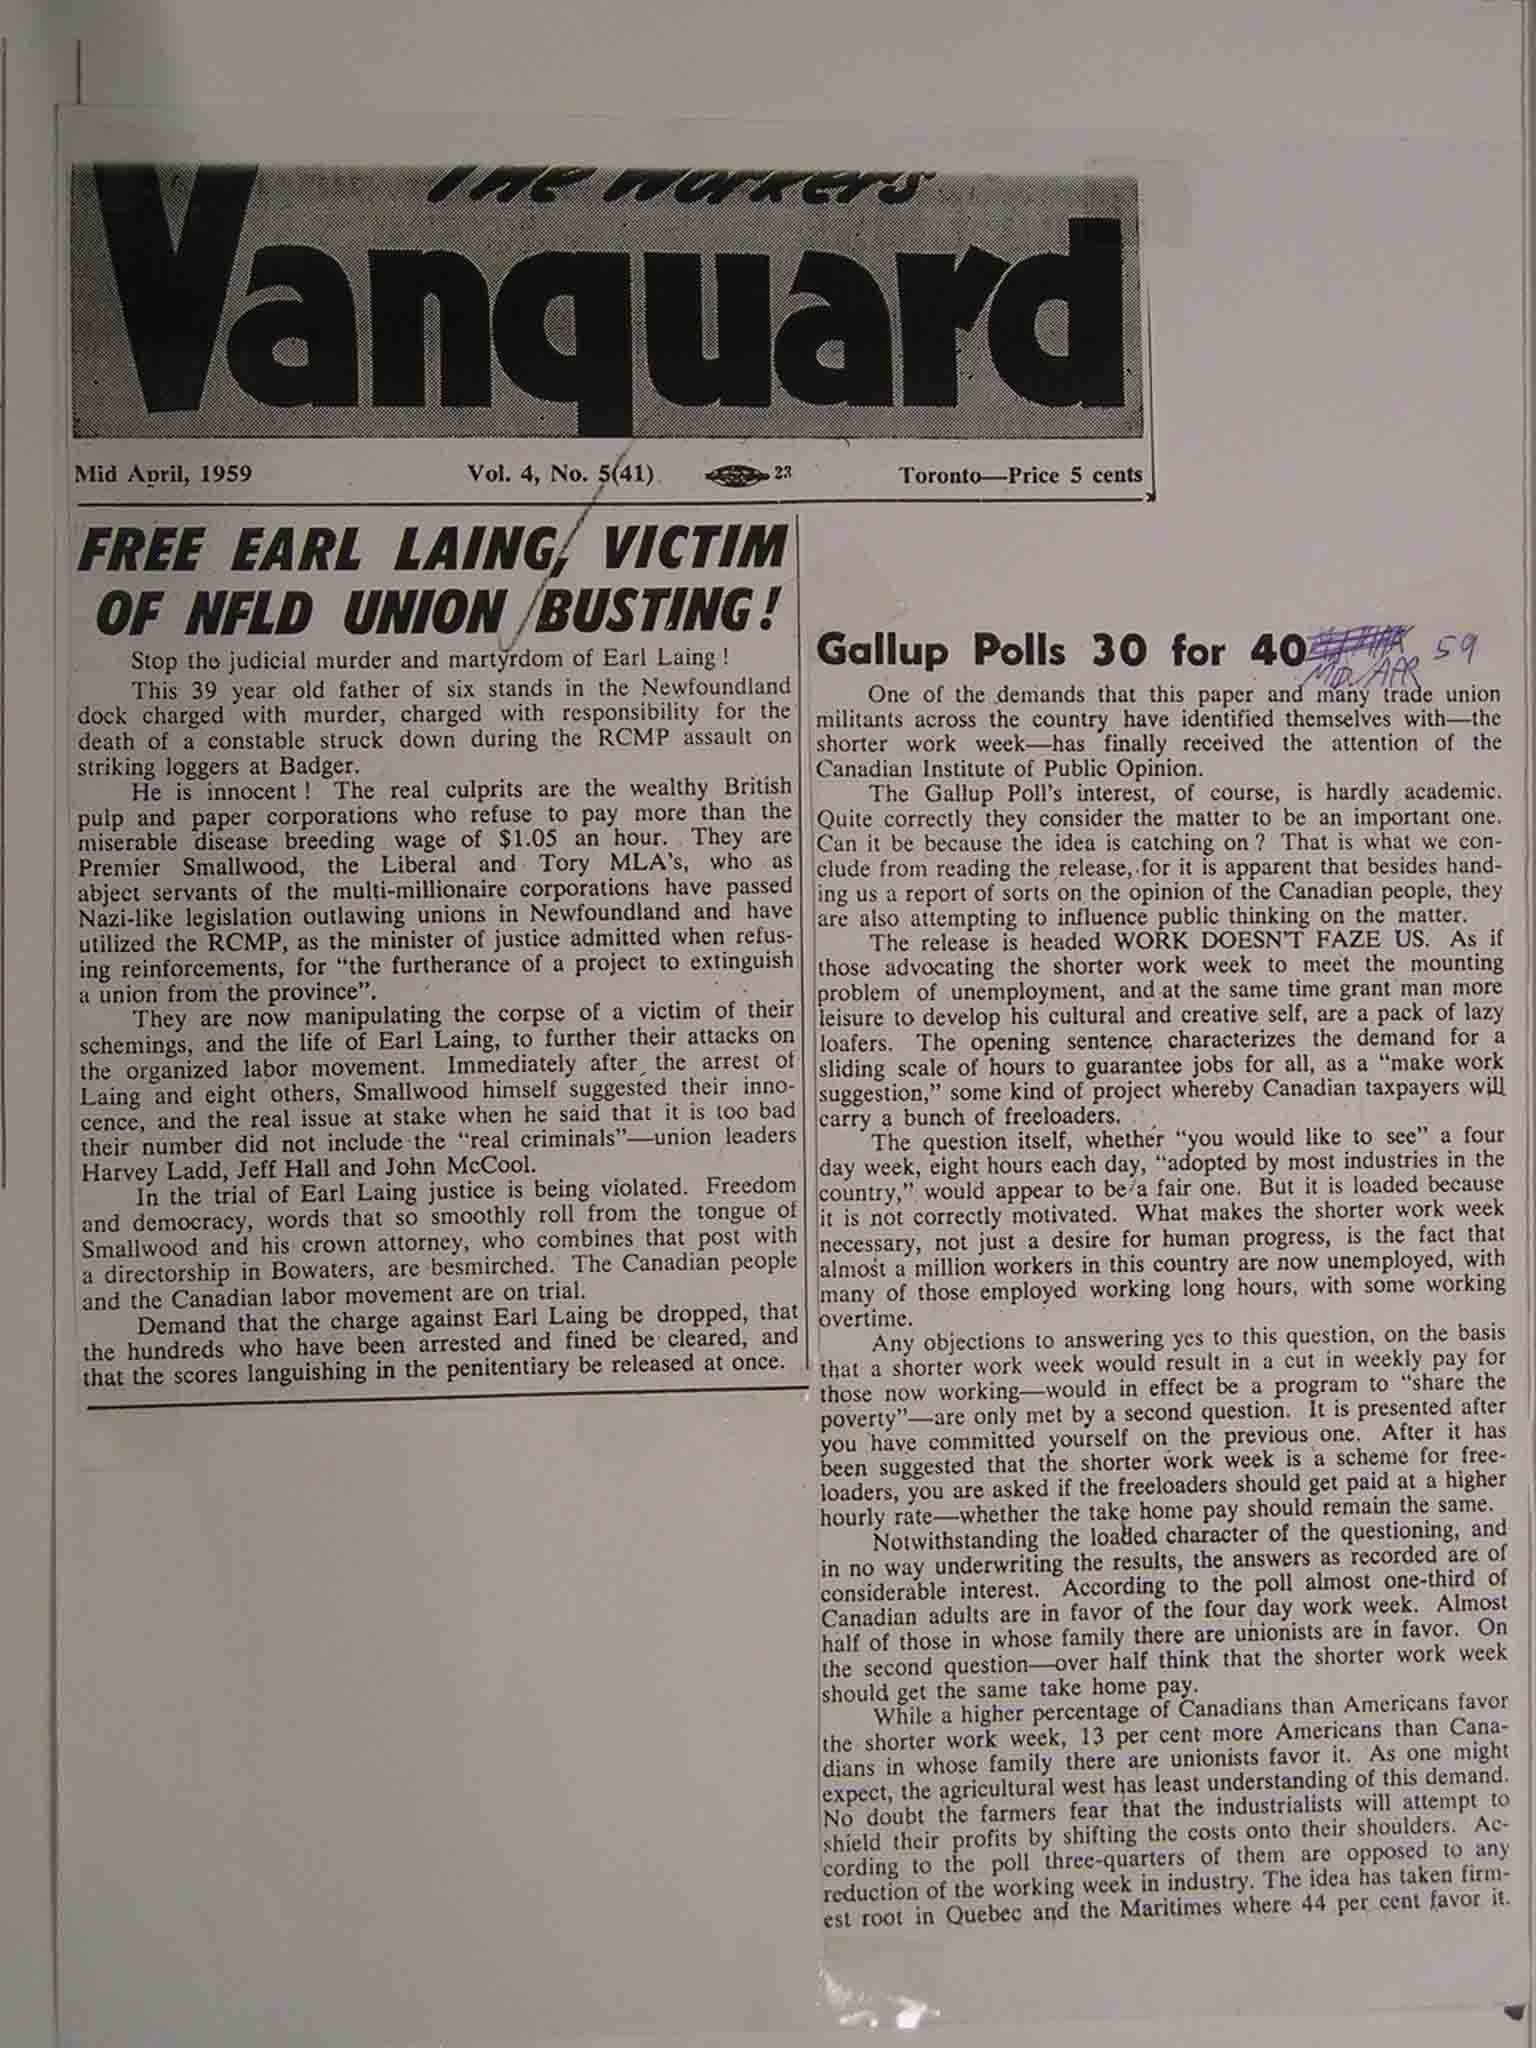 The Workers
Vanguard
Mid April, 1959 Vol. 4, No. 5(41) 23 Toronto—Price 5 cents
FREE EARL LAING, VICTIM
OF NFLD UNION BUSTING!
Stop the judicial murder and martyrdom of Earl Laing!
This 39 year old father of six stands in the Newfoundland
dock charged with murder, charged with responsibility for the
death of a constable struck down during the RCMP assault on
striking loggers at Badger.
He is innocent! The real culprits are the wealthy British
pulp and paper corporations who refuse to pay more than the
miserable disease breeding wage of $1.05 an hour. They are
Premier Smallwood, the Liberal and Tory MLA's, who as
abject servants of the multi-millionaire corporations have passed
Nazi-like legislation outlawing unions in Newfoundland and have
utilized the RCMP, as the minister of justice admitted when refus-
ing reinforcements, for "the furtherance of a project to extinguish
a union from the province".
They are now manipulating the corpse of a victim of their
schemings, and the life of Earl Laing, to further their attacks on
the organized labor movement. Immediately after the arrest of
Laing and eight others, Smallwood himself suggested their inno-
cence, and the real issue at stake when he said that it is too bad
their number did not include the "real criminals"—union leaders
Harvey Ladd, Jeff Hall and John McCool.
In the trial of Earl Laing justice is being violated. Freedom
and democracy, words that so smoothly roll from the tongue of
Smallwood and his crown attorney, who combines that post with
a directorship in Bowaters, are besmirched. The Canadian people
and the Canadian labor movement are on trial.
Demand that the charge against Earl Laing be dropped, that
the hundreds who have been arrested and fined be cleared, and
that the scores languishing in the penitentiary be released at once.
Gallup Polls 30 for 40 59
MID/APR
One of the demands that this paper and many trade union
militants across the country have identified themselves with—the
shorter work week—has finally received the attention of the
Canadian Institute of Public Opinion.
The Gallup Poll's interest, of course, is hardly academic.
Quite correctly they consider the matter to be an important one.
Can it be because the idea is catching on? That is what we con-
clude from reading the release, for it is apparent that besides hand-
ing us a report of sorts on the opinion of the Canadian people, they
are also attempting to influence public thinking on the matter.
The release is headed WORK DOESN'T FAZE US. As if
those advocating the shorter work week to meet the mounting
problem of unemployment, and at the same time grant man more
leisure to develop his cultural and creative self, are a pack of lazy
loafers. The opening sentence characterizes the demand for a
sliding scale of hours to guarantee jobs for all, as a "make work
suggestion," some kind of project whereby Canadian taxpayers will
carry a bunch of freeloaders.
The question itself, whether "you would like to see" a four
day week, eight hours each day, "adopted by most industries in the
country," would appear to be a fair one. But it is loaded because
it is not correctly motivated. What makes the shorter work week
necessary, not just a desire for human progress, is the fact that
almost a million workers in this country are now unemployed, with
many of those employed working long hours, with some working
overtime.
Any objections to answering yes to this question, on the basis
that a shorter work week would result in a cut in weekly pay for
those now working—would in effect be a program to "share the
poverty"—are only met by a second question. It is presented after
you have committed yourself on the previous one. After it has
been suggested that the shorter work week is a scheme for free-
loaders, you are asked if the freeloaders should get paid at a higher
hourly rate—whether the take home pay should remain the same.
Notwithstanding the loaded character of the questioning, and
in no way underwriting the results, the answers as recorded are of
considerable interest. According to the poll almost one-third of
Canadian adults are in favor of the four day work week. Almost
half of those in whose family there are unionists are in favor. On
the second question—over half think that the shorter work week
should get the same take home pay.
While a higher percentage of Canadians than Americans favor
the shorter work week, 13 per cent more Americans than Cana-
dians in whose family there are unionists favor it. As one might
expect, the agricultural west has least understanding of this demand.
No doubt the farmers fear that the industrialists will attempt to
shield their profits by shifting the costs onto their shoulders. Ac-
cording to the poll three-quarters of them are opposed to any
reduction of the working week in industry. The idea has taken firm-
est root in Quebec and the Maritimes where 44 per cent favor it.